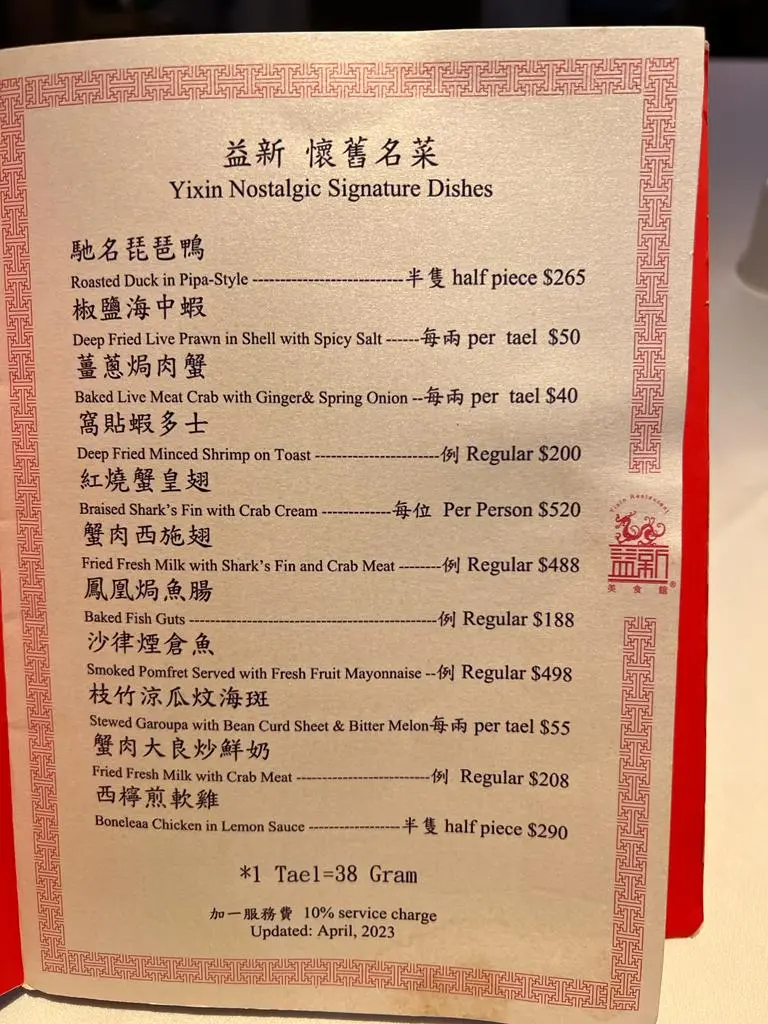 益新 懷舊名菜
Yixin Nostalgic Signature Dishes
馳名琵琶鴨
Roasted Duck in Pipa-Style ---------------------------半隻 half piece $265
椒鹽海中蝦
Deep Fried Live Prawn in Shell with Spicy Salt ------每兩 per tael $50
薑蔥焗肉蟹
Baked Live Meat Crab with Ginger& Spring Onion --每兩 per tael $40
窩貼蝦多士
Deep Fried Minced Shrimp on Toast ----------------------例 Regular $200
紅燒蟹皇翅
Braised Shark's Fin with Crab Cream -------------每位 Per Person $520
蟹肉西施翅
Fried Fresh Milk with Shark's Fin and Crab Meat --------例 Regular $488
鳳凰焗魚腸
Baked Fish Guts --------------------------------------------例 Regular $188
沙律煙倉魚
Smoked Pomfret Served with Fresh Fruit Mayonnaise --例 Regular $498
枝竹涼瓜炆海斑
Stewed Garoupa with Bean Curd Sheet & Bitter Melon每兩 per tael $55
蟹肉大良炒鮮奶
Fried Fresh Milk with Crab Meat ------------------------例 Regular $208
西檸煎軟雞
Boneleaa Chicken in Lemon Sauce -----------------半隻 half piece $290
*1 Tael=38 Gram
加一服務費 10% service charge
Updated: April, 2023
Yixin Restaurant
益新
美食館